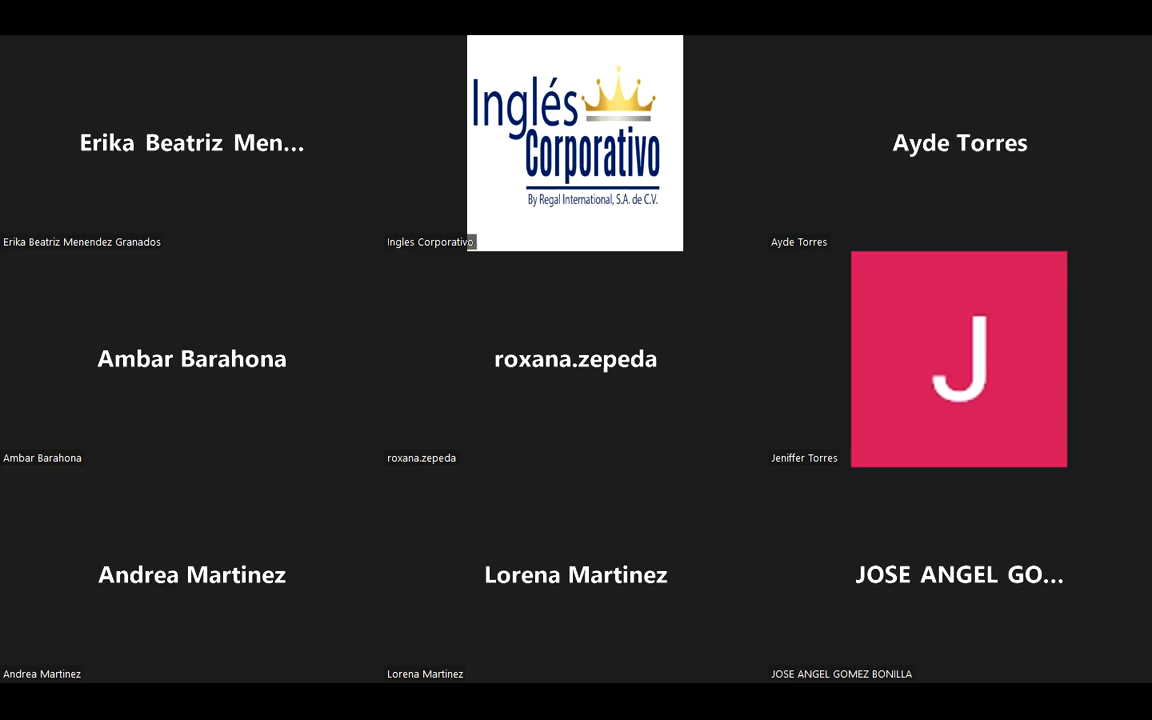 Erika Beatriz Men...
Erika Beatriz Menendez Granados
Inglés
Corporativo
By Regal International, S.A. de C.V.
Ingles Corporativo
Ayde Torres
Ayde Torres
Ambar Barahona
Ambar Barahona
roxana.zepeda
roxana.zepeda
J
Jeniffer Torres
Andrea Martinez
Andrea Martinez
Lorena Martinez
Lorena Martinez
JOSE ANGEL GO...
JOSE ANGEL GOMEZ BONILLA